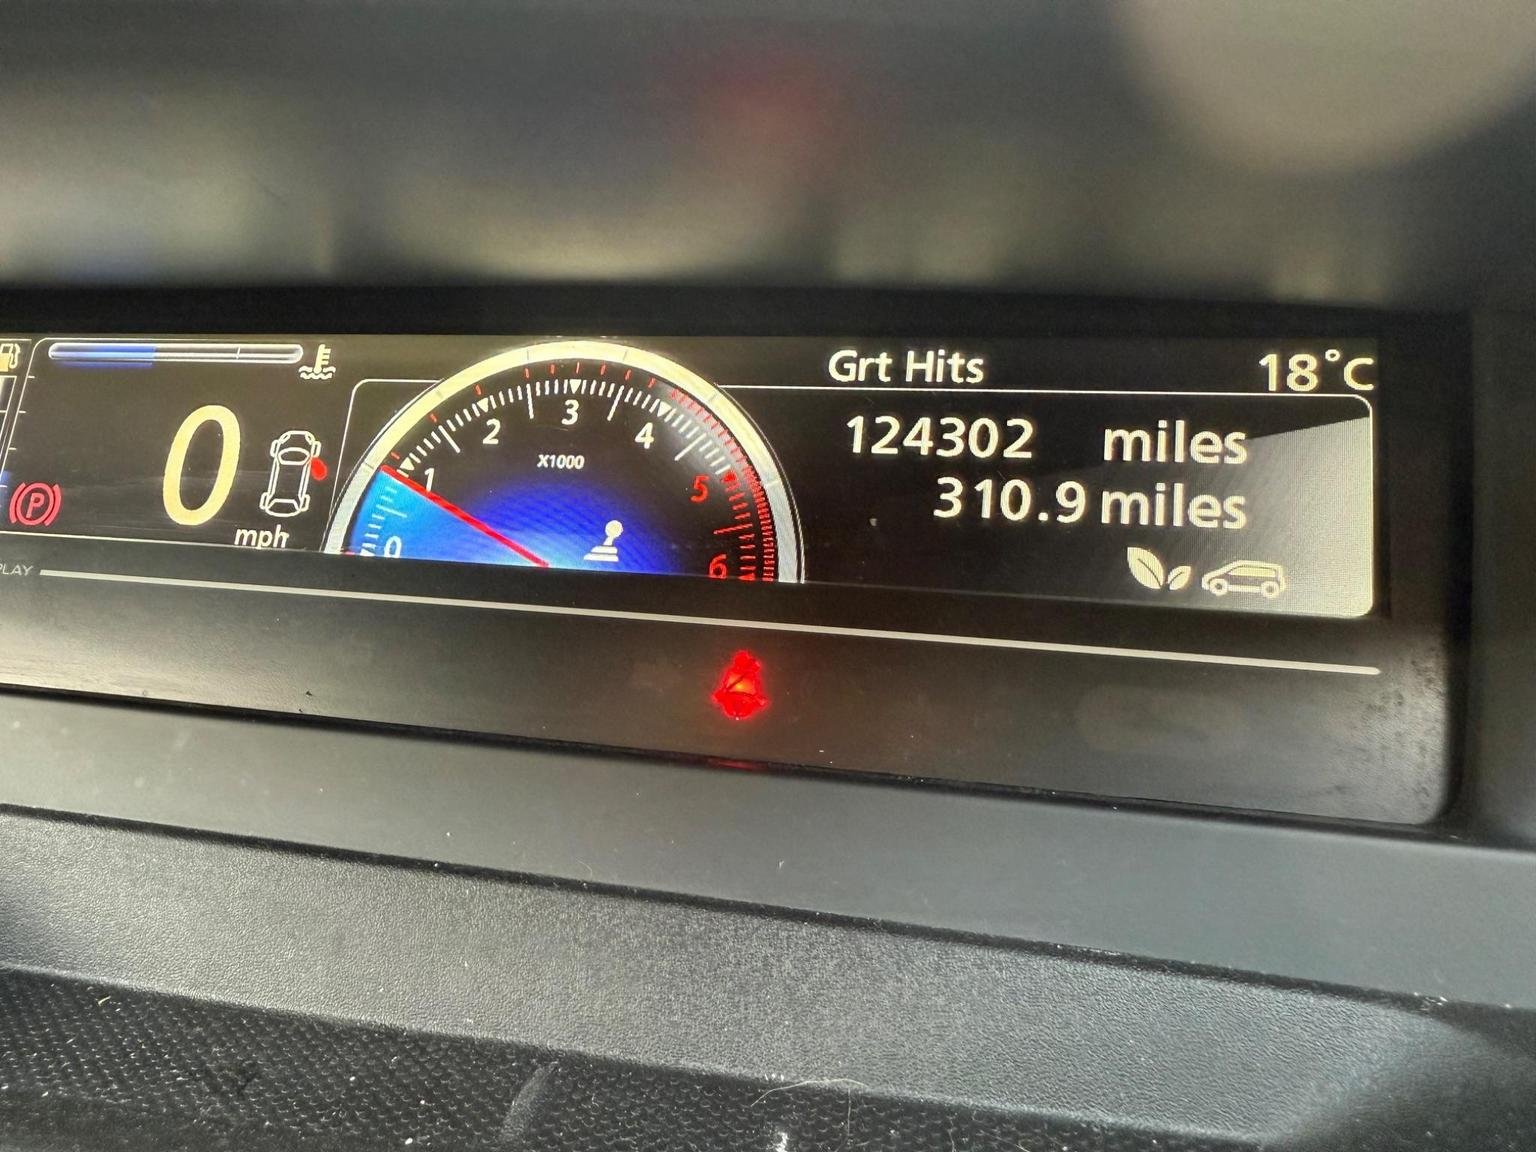 Grt Hits 18°C
124302 miles
310.9 miles
0
mph
0 1 2 3 4 5 6
X1000
P